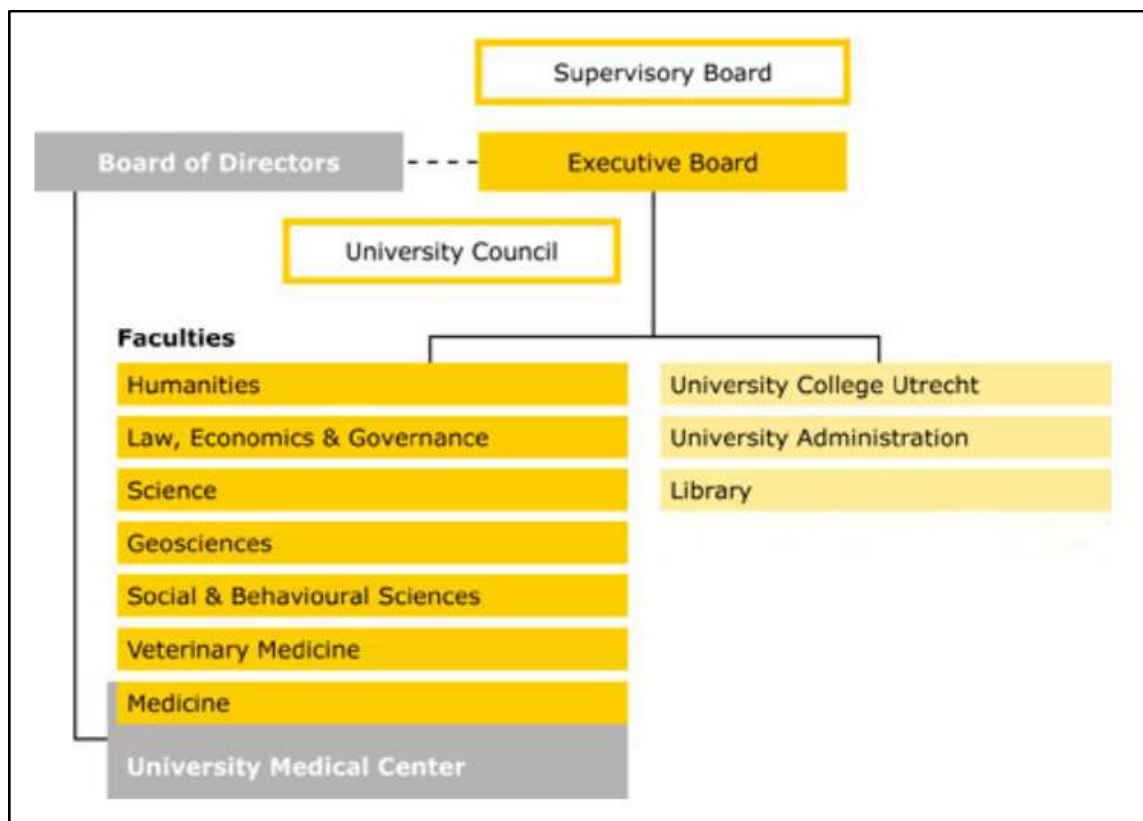 Supervisory Board
Board of Directors
Executive Board
University Council
Faculties
Humanities
Law, Economics & Governance
Science
Geosciences
Social & Behavioural Sciences
Veterinary Medicine
Medicine
University Medical Center
University College Utrecht
University Administration
Library